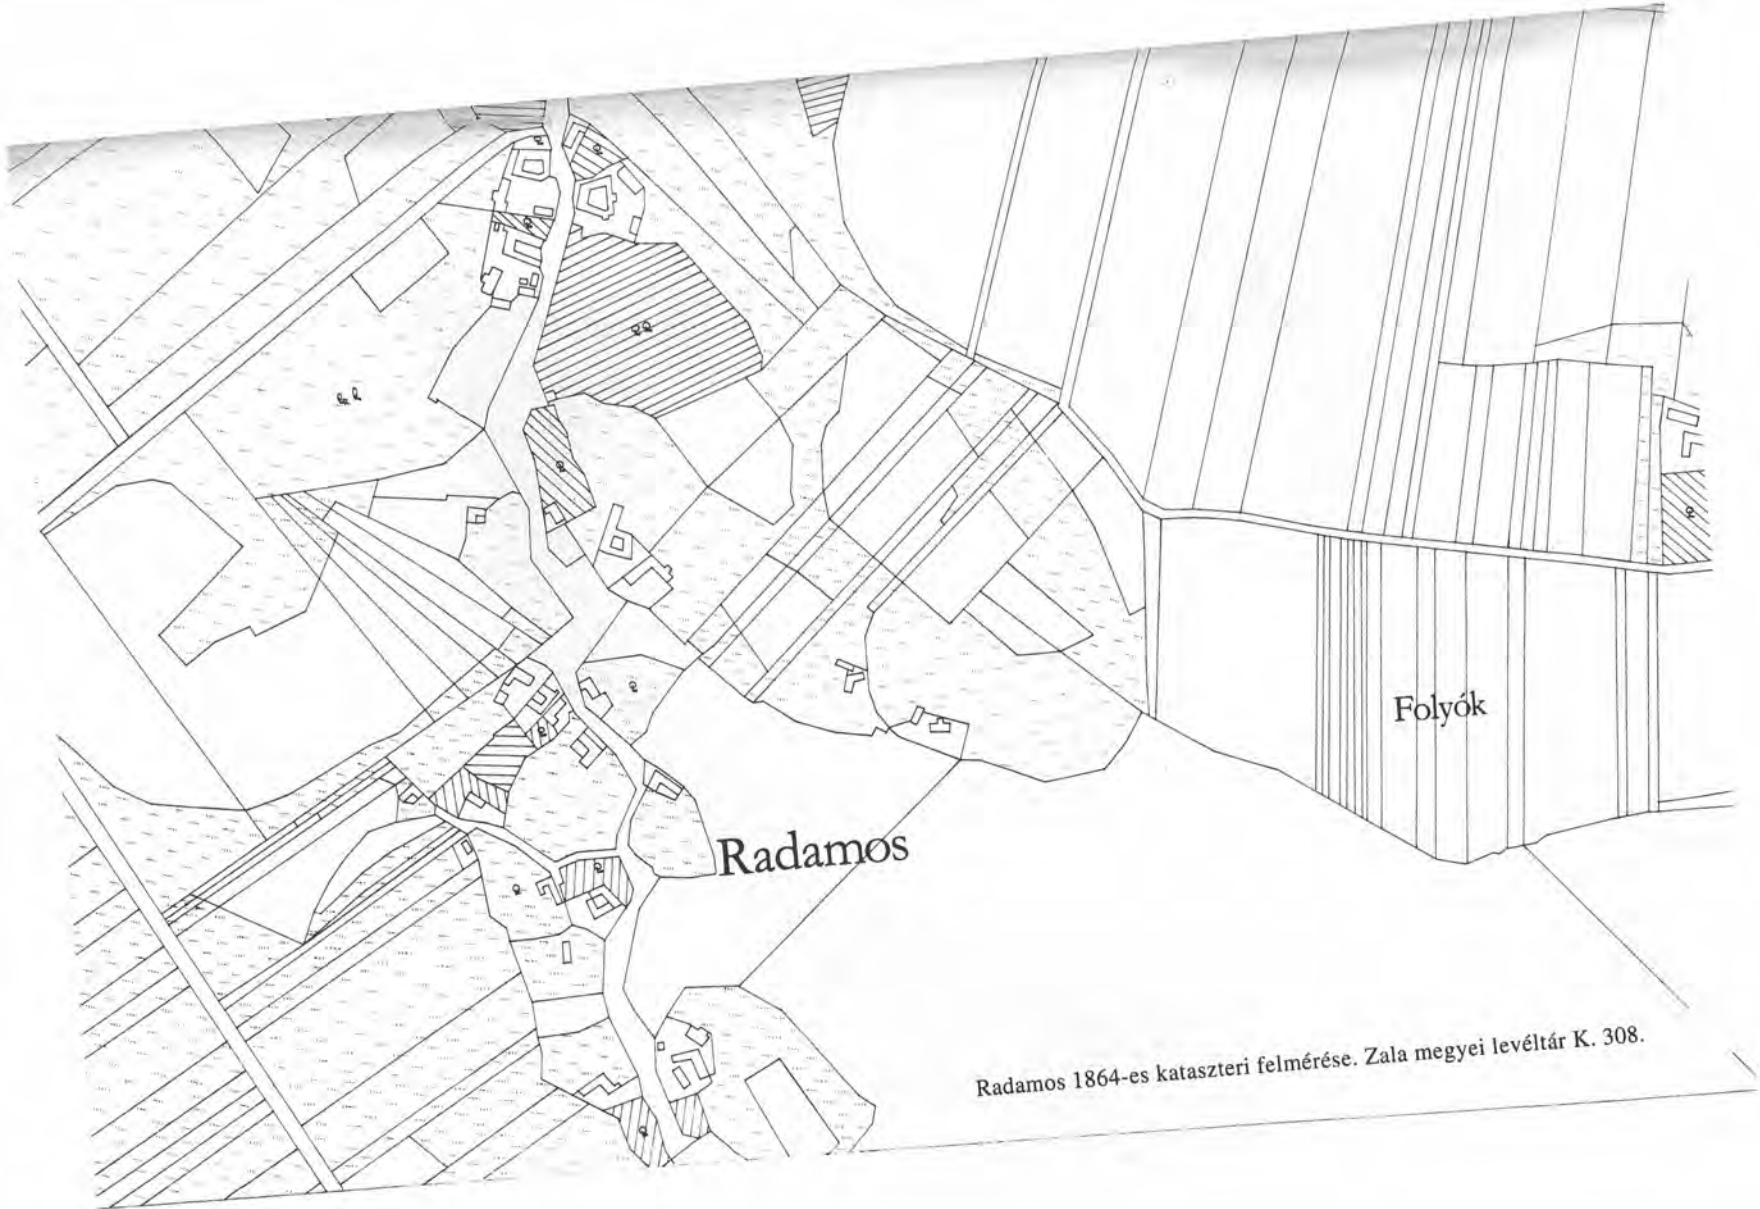 Folyók
Radamos
Radamos 1864-es kataszteri felmérése. Zala megyei levéltár K. 308.